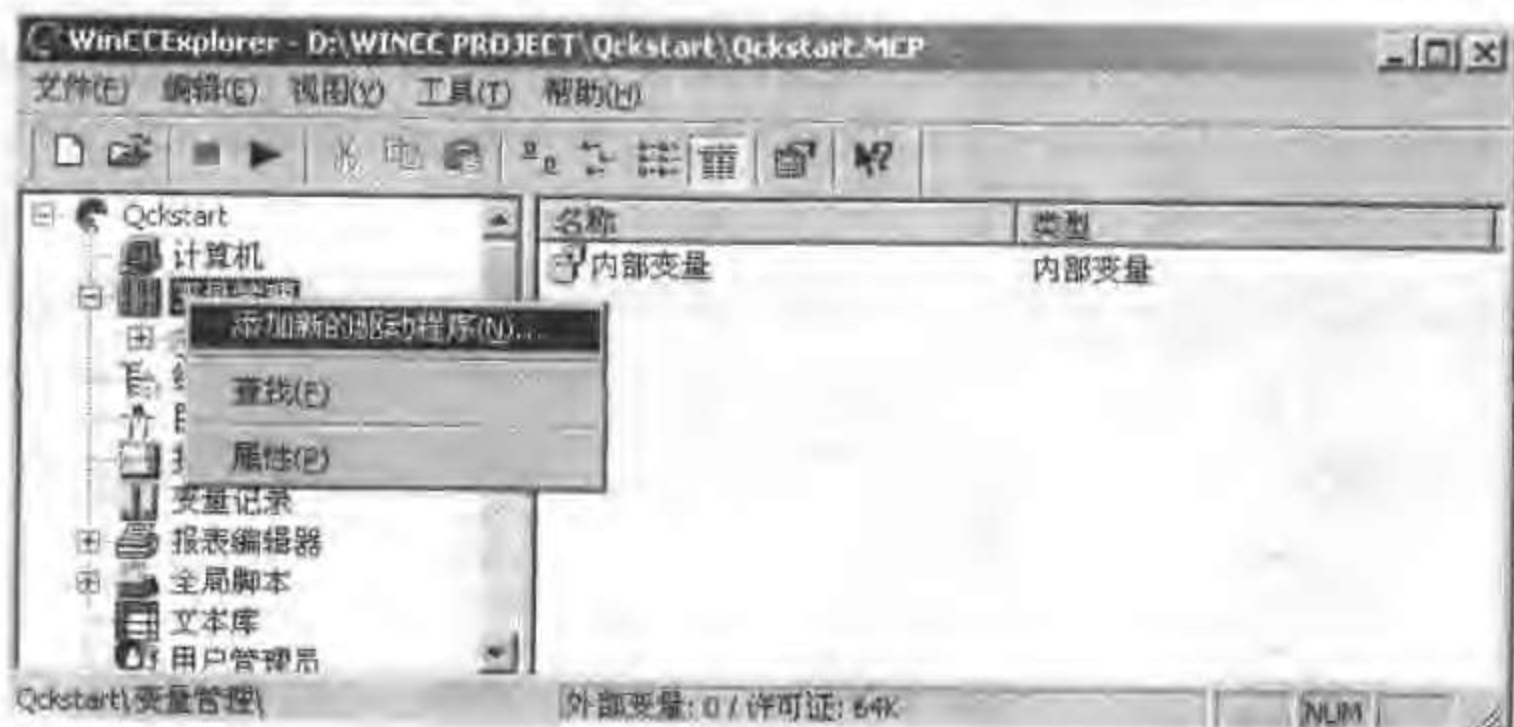 WinCCExplorer - D:\WINCC PROJECT\Qckstart\Qckstart.MCP
文件(F) 编辑(E) 视图(V) 工具(T) 帮助(H)
Qckstart
计算机
添加新的驱动程序(N)...
查找(F)
属性(P)
变量记录
报表编辑器
全局脚本
文本库
用户管理员
名称 类型
内部变量 内部变量
Qckstart\变量管理\ 外部变量: 0 / 许可证: 64K NUM